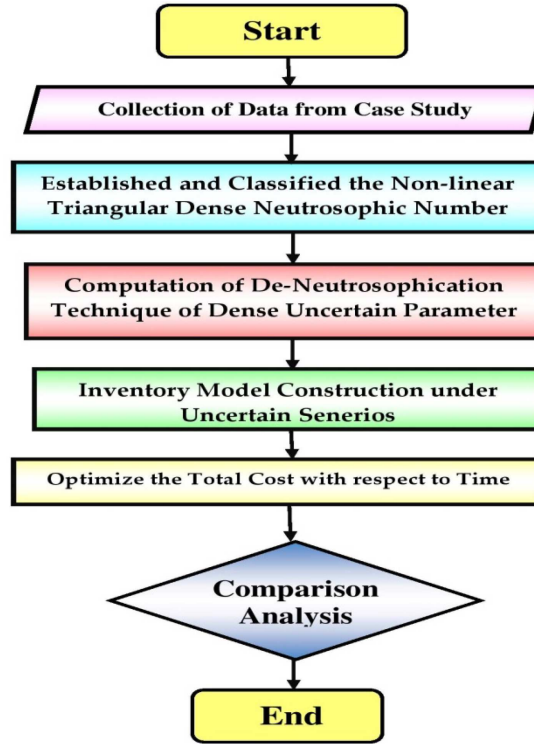 Start
Collection of Data from Case Study
Established and Classified the Non-linear
Triangular Dense Neutrosophic Number
Computation of De-Neutrosophication
Technique of Dense Uncertain Parameter
Inventory Model Construction under
Uncertain Senerios
Optimize the Total Cost with respect to Time
Comparison
Analysis
End